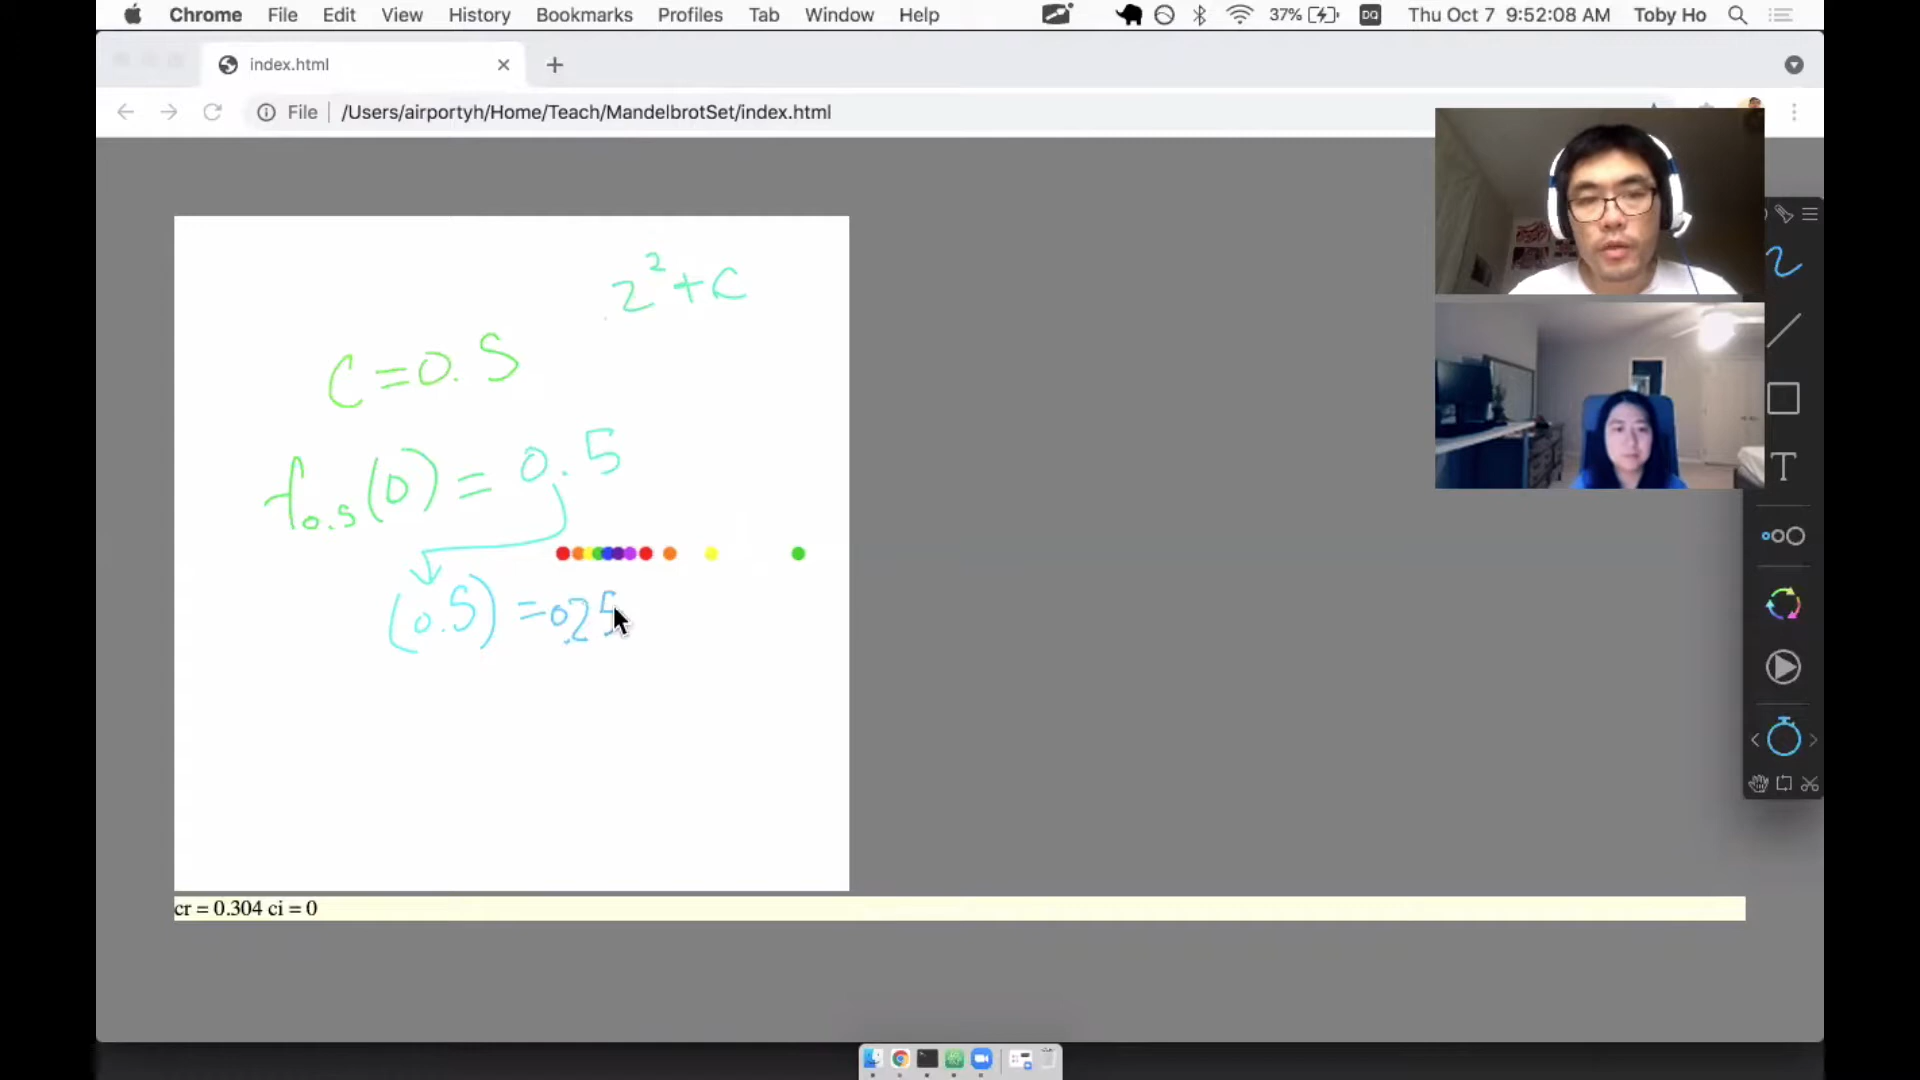 Chrome File Edit View History Bookmarks Profiles Tab Window Help 37% DQ Thu Oct 7 9:52:08 AM Toby Ho
index.html
File /Users/airportyh/Home/Teach/MandelbrotSet/index.html
z²+c
C=0.5
f0.5(0) = 0.5
(0.5) =0.25
T
cr = 0.304 ci = 0